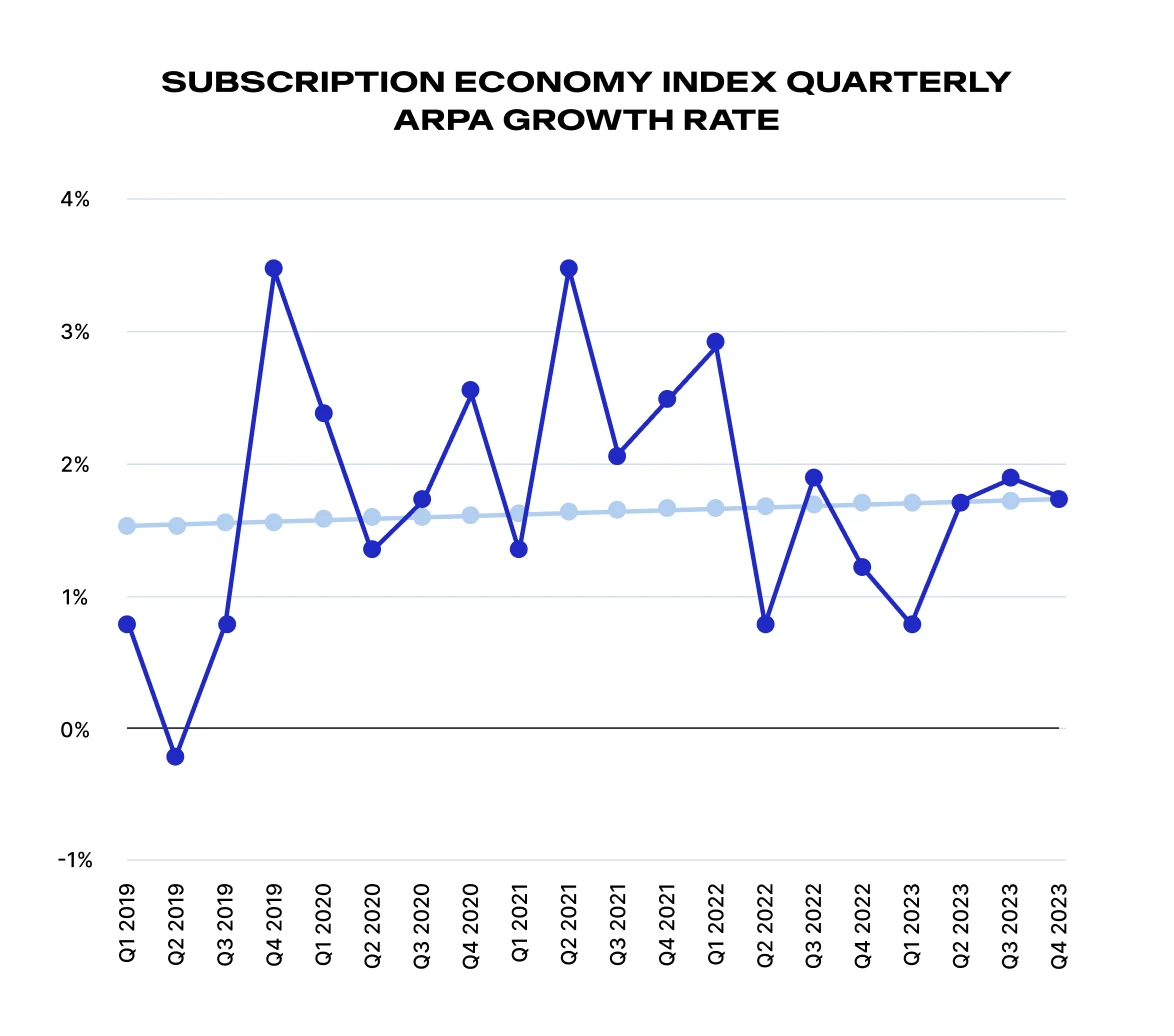 SUBSCRIPTION ECONOMY INDEX QUARTERLY
ARPA GROWTH RATE
4%
3%
2%
1%
0%
-1%
Q1 2019
Q2 2019
Q3 2019
Q4 2019
Q1 2020
Q2 2020
Q3 2020
Q4 2020
Q1 2021
Q2 2021
Q3 2021
Q4 2021
Q1 2022
Q2 2022
Q3 2022
Q4 2022
Q1 2023
Q2 2023
Q3 2023
Q4 2023